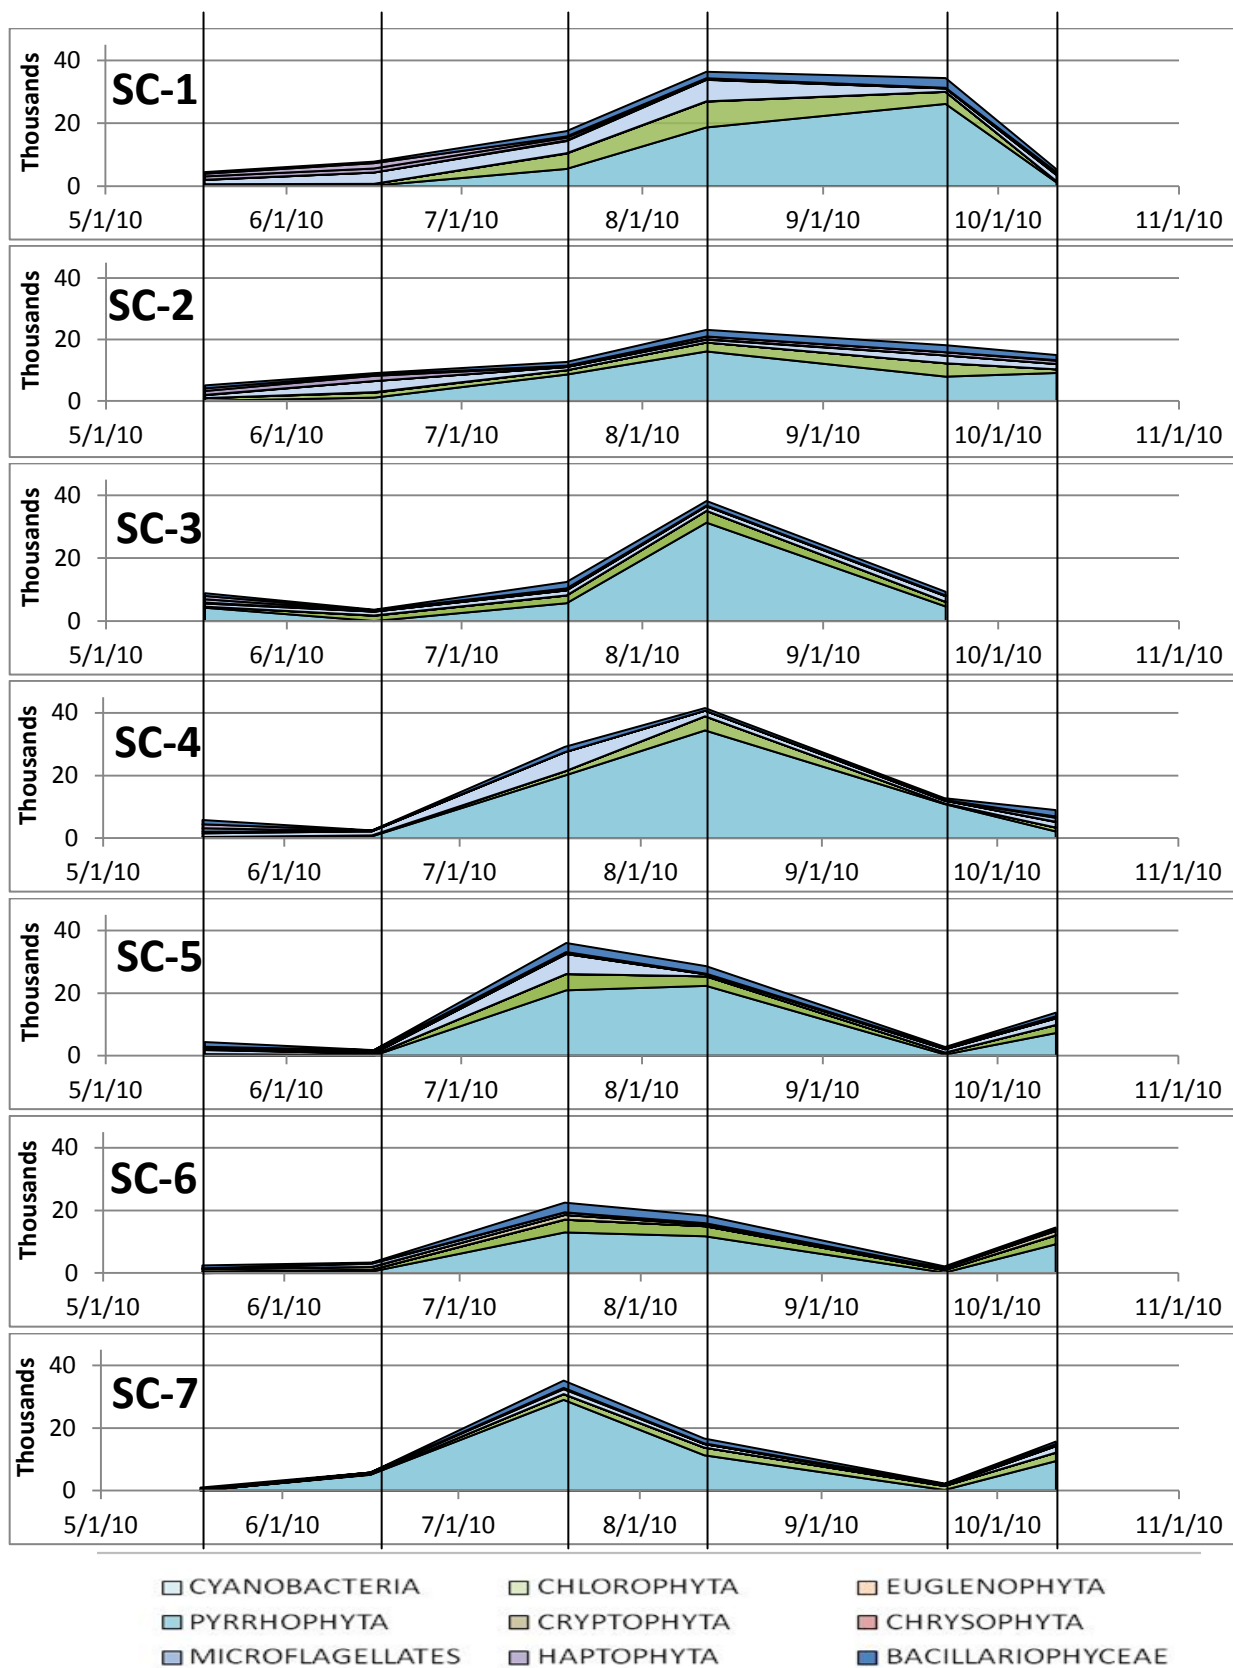 Thousands
SC-1
40
20
0
5/1/10 6/1/10 7/1/10 8/1/10 9/1/10 10/1/10 11/1/10
Thousands
SC-2
40
20
0
5/1/10 6/1/10 7/1/10 8/1/10 9/1/10 10/1/10 11/1/10
Thousands
SC-3
40
20
0
5/1/10 6/1/10 7/1/10 8/1/10 9/1/10 10/1/10 11/1/10
Thousands
SC-4
40
20
0
5/1/10 6/1/10 7/1/10 8/1/10 9/1/10 10/1/10 11/1/10
Thousands
SC-5
40
20
0
5/1/10 6/1/10 7/1/10 8/1/10 9/1/10 10/1/10 11/1/10
Thousands
SC-6
40
20
0
5/1/10 6/1/10 7/1/10 8/1/10 9/1/10 10/1/10 11/1/10
Thousands
SC-7
40
20
0
5/1/10 6/1/10 7/1/10 8/1/10 9/1/10 10/1/10 11/1/10
CYANOBACTERIA CHLOROPHYTA EUGLENOPHYTA
PYRRHOPHYTA CRYPTOPHYTA CHRYSOPHYTA
MICROFLAGELLATES HAPTOPHYTA BACILLARIOPHYCEAE